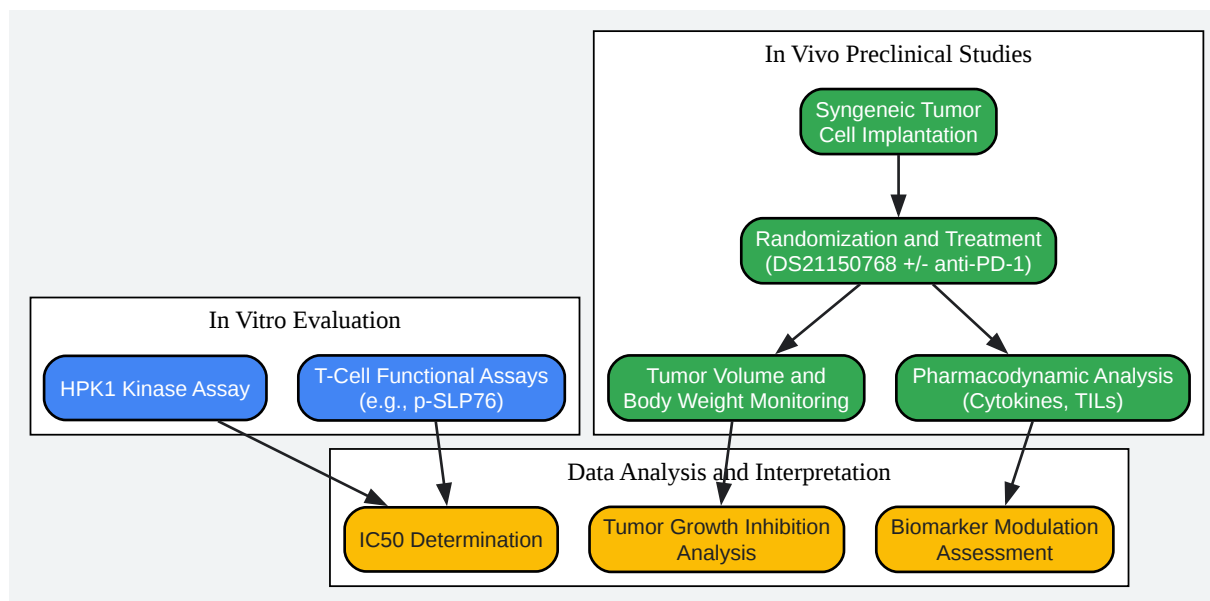 In Vivo Preclinical Studies
Syngeneic Tumor
Cell Implantation
Randomization and Treatment
(DS21150768 +/- anti-PD-1)
In Vitro Evaluation
HPK1 Kinase Assay
T-Cell Functional Assays
(e.g., p-SLP76)
Tumor Volume and
Body Weight Monitoring
Pharmacodynamic Analysis
(Cytokines, TILs)
Data Analysis and Interpretation
IC50 Determination
Tumor Growth Inhibition
Analysis
Biomarker Modulation
Assessment